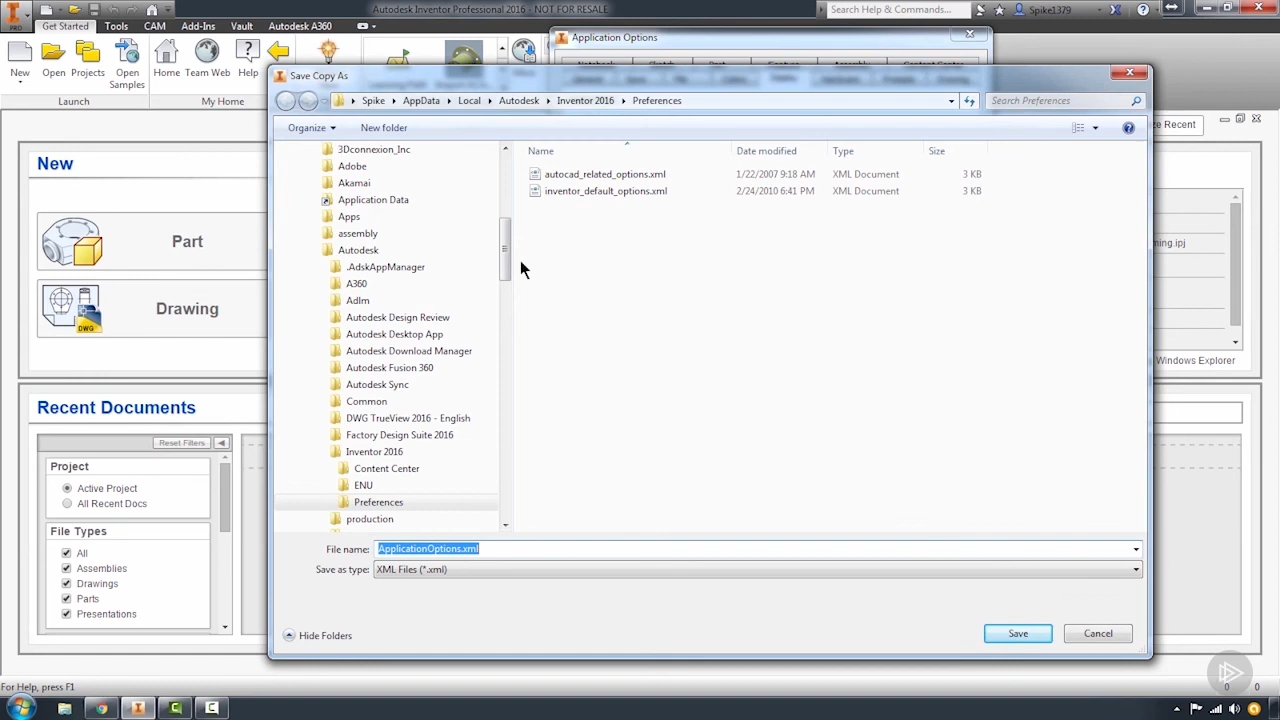 Autodesk Inventor Professional 2016 - NOT FOR RESALE
Search Help & Commands...
Spike1379
PRO
Get Started
Tools
CAM
Add-Ins
Vault
Autodesk A360
New
Open
Projects
Open
Samples
Home
Team Web
Help
Launch
My Home
Application Options
Save Copy As
Spike
AppData
Local
Autodesk
Inventor 2016
Preferences
Search Preferences
Organize
New folder
3Dconnexion_Inc
Adobe
Akamai
Application Data
Apps
assembly
Autodesk
.AdskAppManager
A360
Adlm
Autodesk Design Review
Autodesk Desktop App
Autodesk Download Manager
Autodesk Fusion 360
Autodesk Sync
Common
DWG TrueView 2016 - English
Factory Design Suite 2016
Inventor 2016
Content Center
ENU
Preferences
production
Name
Date modified
Type
Size
autocad_related_options.xml
1/22/2007 9:18 AM
XML Document
3 KB
inventor_default_options.xml
2/24/2010 6:41 PM
XML Document
3 KB
File name:
ApplicationOptions.xml
Save as type:
XML Files (*.xml)
Hide Folders
Save
Cancel
New
Part
Drawing
DWG
Recent Documents
Reset Filters
Project
Active Project
All Recent Docs
File Types
All
Assemblies
Drawings
Parts
Presentations
ze Recent
ming.ipj
Windows Explorer
For Help, press F1
0
0